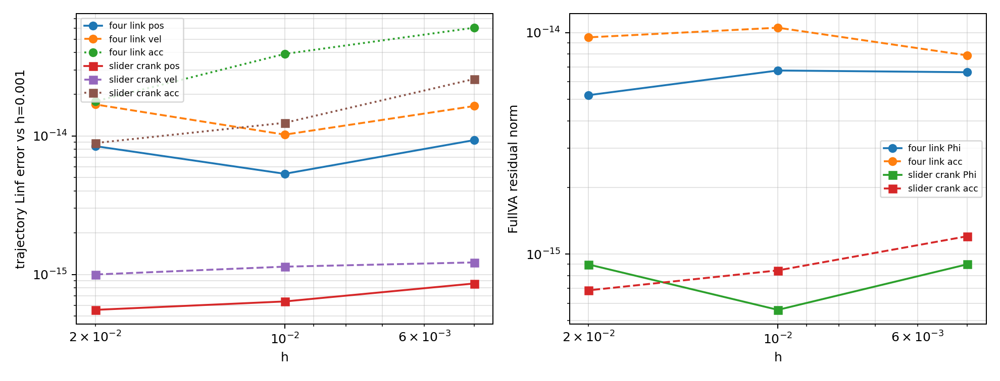 trajectory Linf error vs h=0.001
10⁻¹⁴
10⁻¹⁵
four link pos
four link vel
four link acc
slider crank pos
slider crank vel
slider crank acc
2 × 10⁻²
10⁻²
6 × 10⁻³
h
FullVA residual norm
10⁻¹⁴
10⁻¹⁵
four link Phi
four link acc
slider crank Phi
slider crank acc
2 × 10⁻²
10⁻²
6 × 10⁻³
h